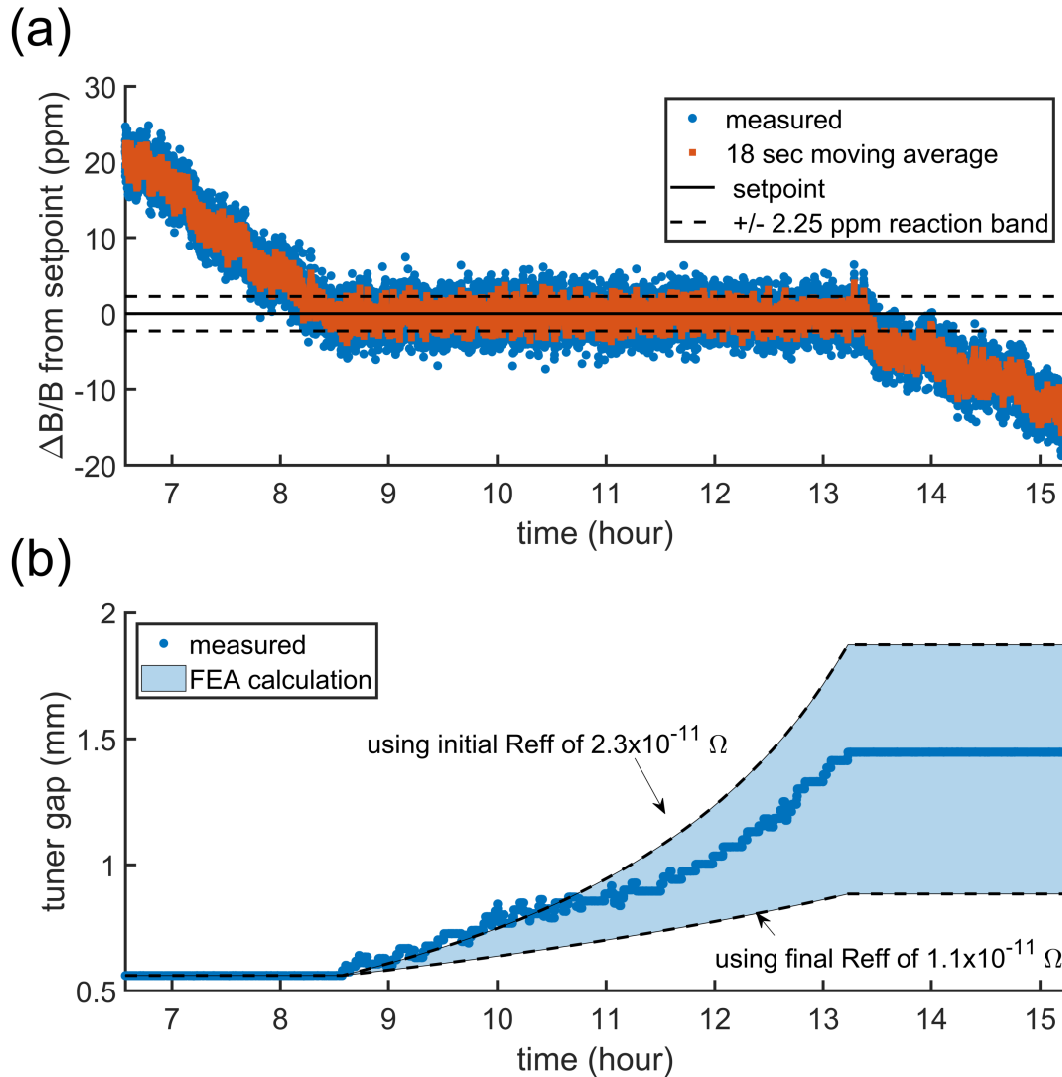 (a)
ΔB/B from setpoint (ppm)
30
20
10
0
-10
-20
measured
18 sec moving average
setpoint
+/- 2.25 ppm reaction band
7 8 9 10 11 12 13 14 15
time (hour)
(b)
tuner gap (mm)
2
1.5
1
0.5
measured
FEA calculation
using initial Reff of 2.3x10⁻¹¹ Ω
using final Reff of 1.1x10⁻¹¹ Ω
7 8 9 10 11 12 13 14 15
time (hour)